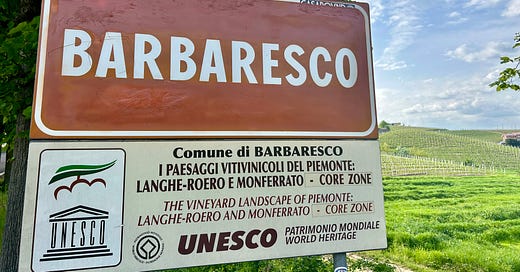 CASAPOUND
BARBARESCO
Comune di BARBARESCO
I PAESAGGI VITIVINICOLI DEL PIEMONTE:
LANGHE-ROERO E MONFERRATO - CORE ZONE
THE VINEYARD LANDSCAPE OF PIEMONTE:
LANGHE-ROERO AND MONFERRATO - CORE ZONE
UNESCO
UNESCO PATRIMONIO MONDIALE
WORLD HERITAGE